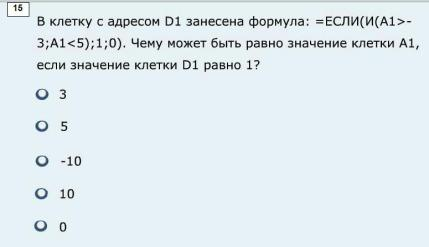 15
В клетку с адресом D1 занесена формула: =ЕСЛИ(И(A1>-
3;A1<5);1;0). Чему может быть равно значение клетки A1,
если значение клетки D1 равно 1?
3
5
-10
10
0